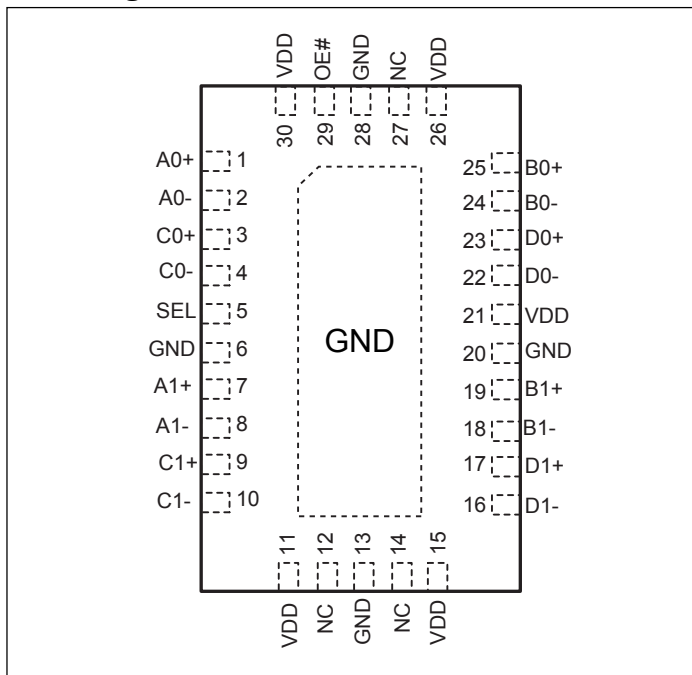 VDD OE# GND NC VDD
30 29 28 27 26
A0+ 1 25 B0+
A0- 2 24 B0-
C0+ 3 23 D0+
C0- 4 22 D0-
SEL 5 21 VDD
GND 6 20 GND
GND
A1+ 7 19 B1+
A1- 8 18 B1-
C1+ 9 17 D1+
C1- 10 16 D1-
11 12 13 14 15
VDD NC GND NC VDD